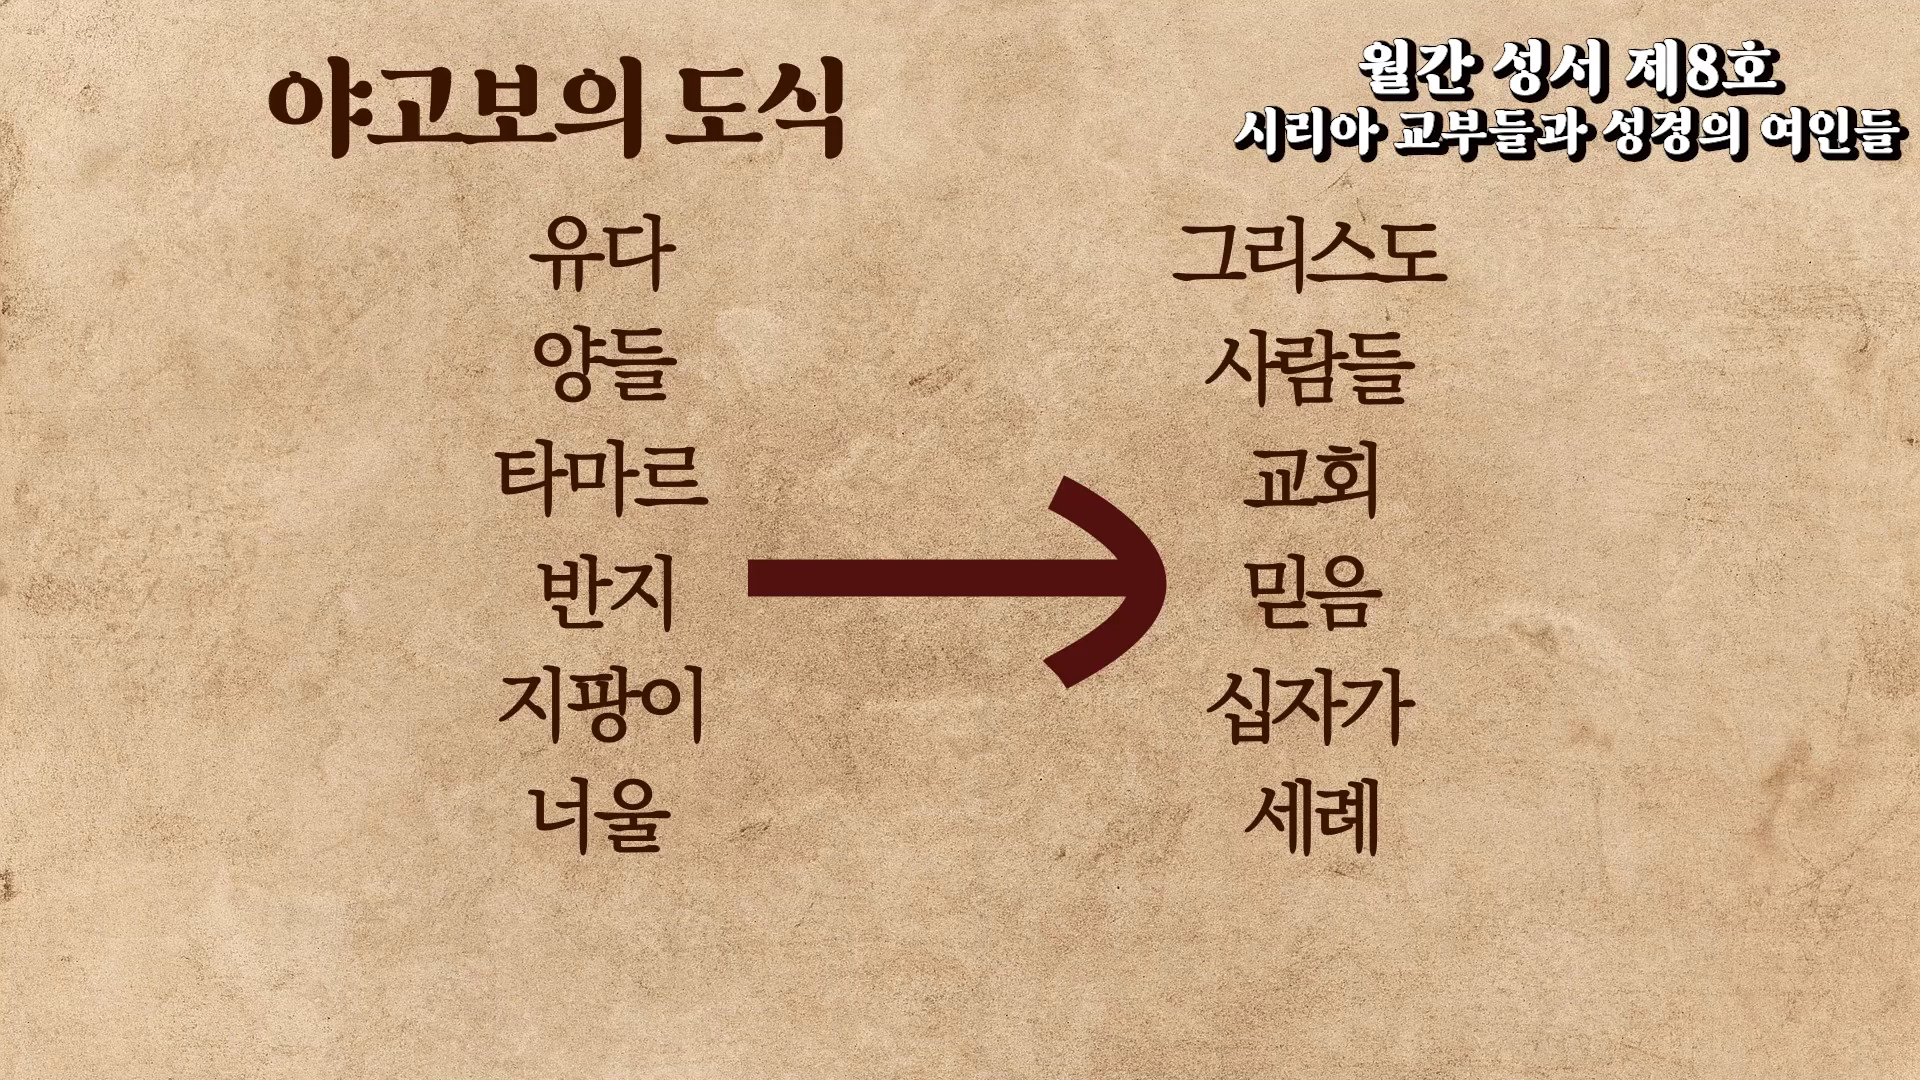 야고보의 도식
월간 성서 제8호
시리아 교부들과 성경의 여인들
유다
그리스도
양들
사람들
타마르
교회
반지
믿음
지팡이
십자가
너울
세례